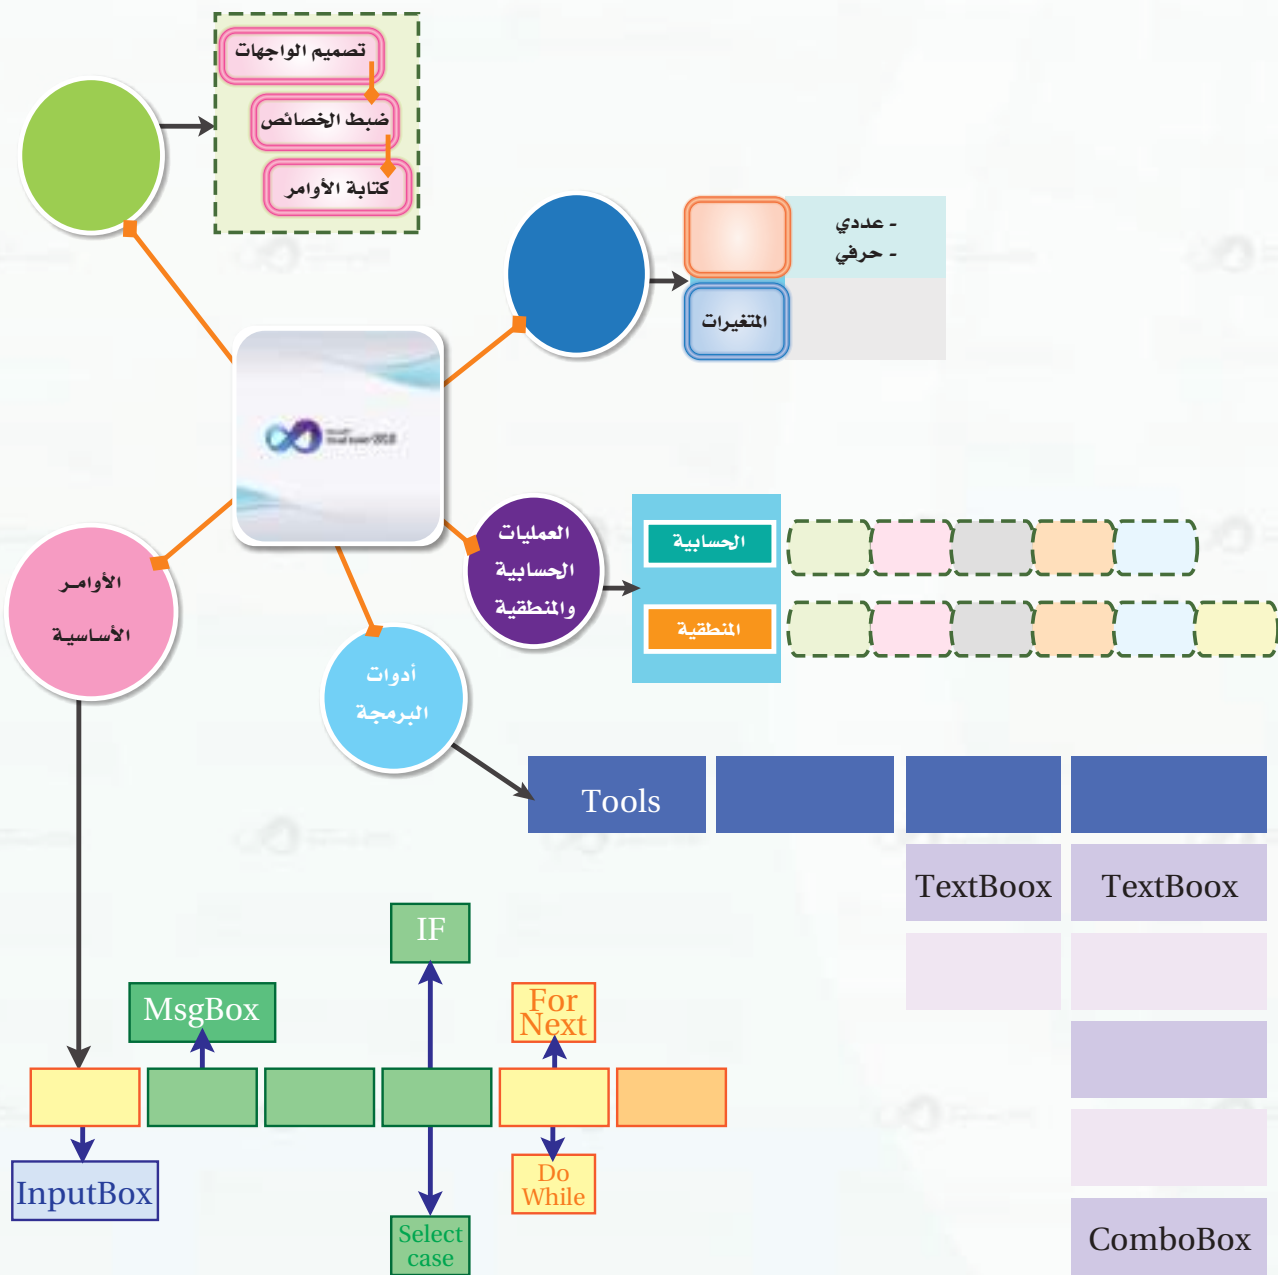 تصميم الواجهات
ضبط الخصائص
كتابة الأوامر
- عددي
- حرفي
المتغيرات
العمليات
الحسابية
والمنطقية
الحسابية
المنطقية
الأوامر
الأساسية
أدوات
البرمجة
Tools
TextBoox
TextBoox
ComboBox
IF
MsgBox
For
Next
InputBox
Do
While
Select
case